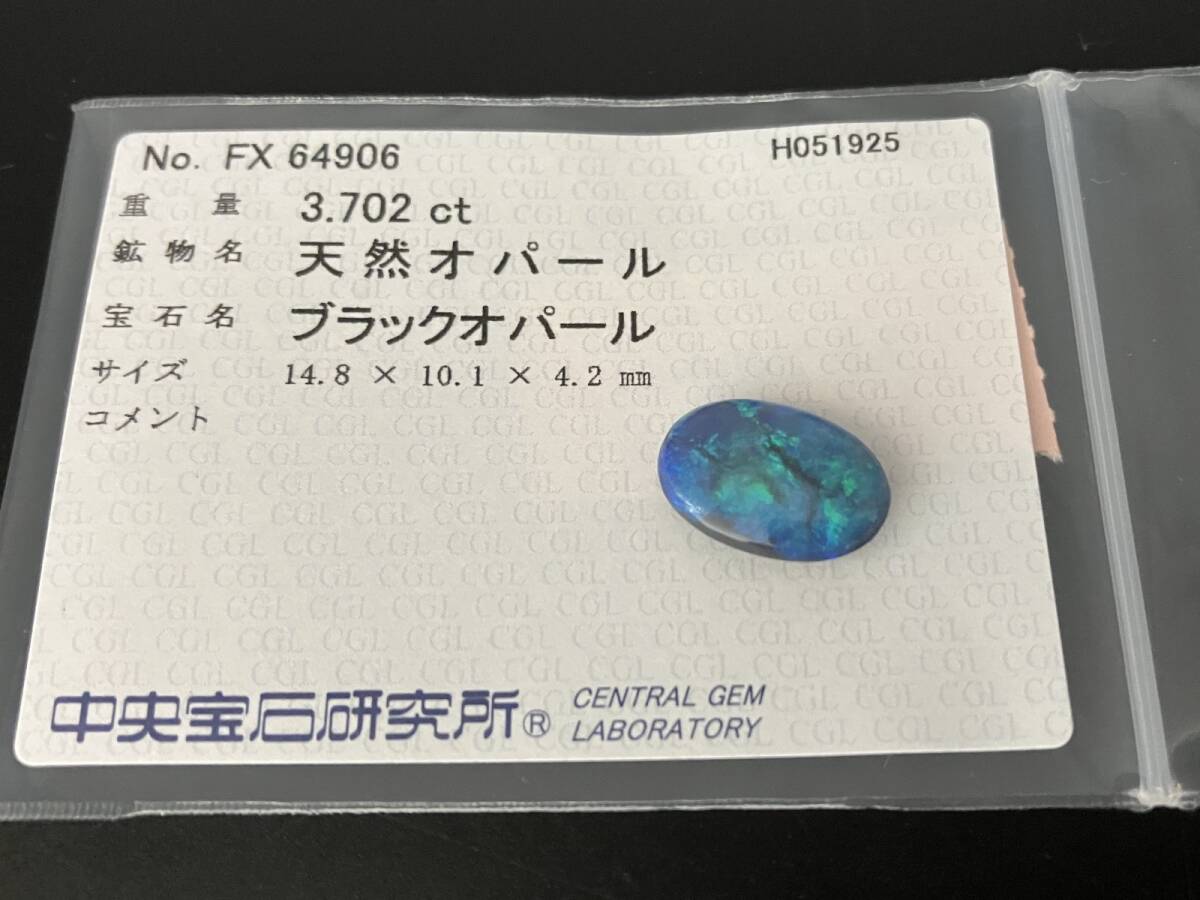 No. FX 64906
H051925
重量 3.702 ct
鉱物名 天然オパール
宝石名 ブラックオパール
サイズ 14.8 × 10.1 × 4.2 mm
コメント
中央宝石研究所® CENTRAL GEM
LABORATORY